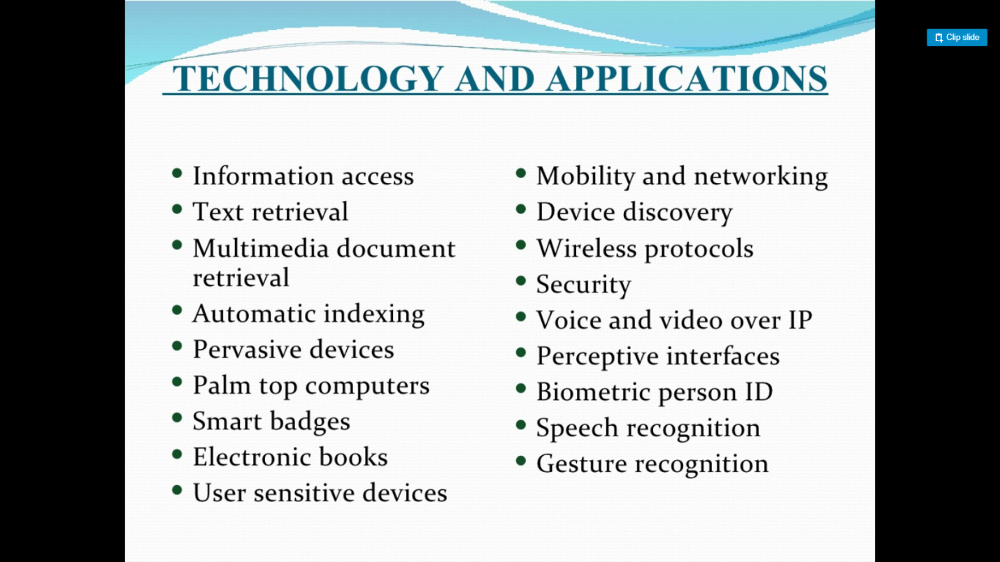 Clip slide
TECHNOLOGY AND APPLICATIONS
• Information access
• Text retrieval
• Multimedia document
retrieval
• Automatic indexing
• Pervasive devices
• Palm top computers
• Smart badges
• Electronic books
• User sensitive devices
• Mobility and networking
• Device discovery
• Wireless protocols
• Security
• Voice and video over IP
• Perceptive interfaces
• Biometric person ID
• Speech recognition
• Gesture recognition